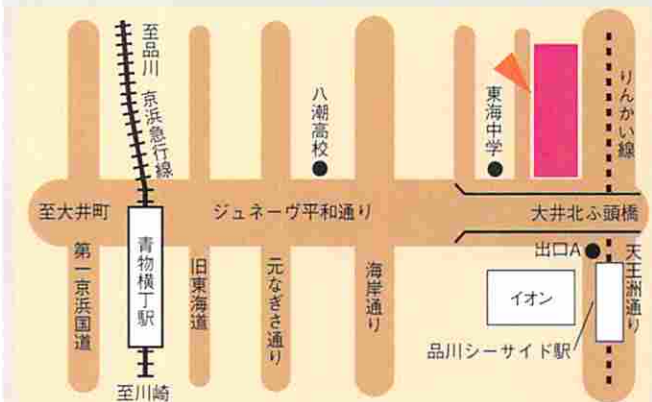 至品川
京浜急行線
八潮高校
東海中学
りんかい線
至大井町
ジュネーヴ平和通り
大井北ふ頭橋
第一京浜国道
青物横丁駅
旧東海道
元なぎさ通り
海岸通り
出口A
天王洲通り
イオン
品川シーサイド駅
至川崎